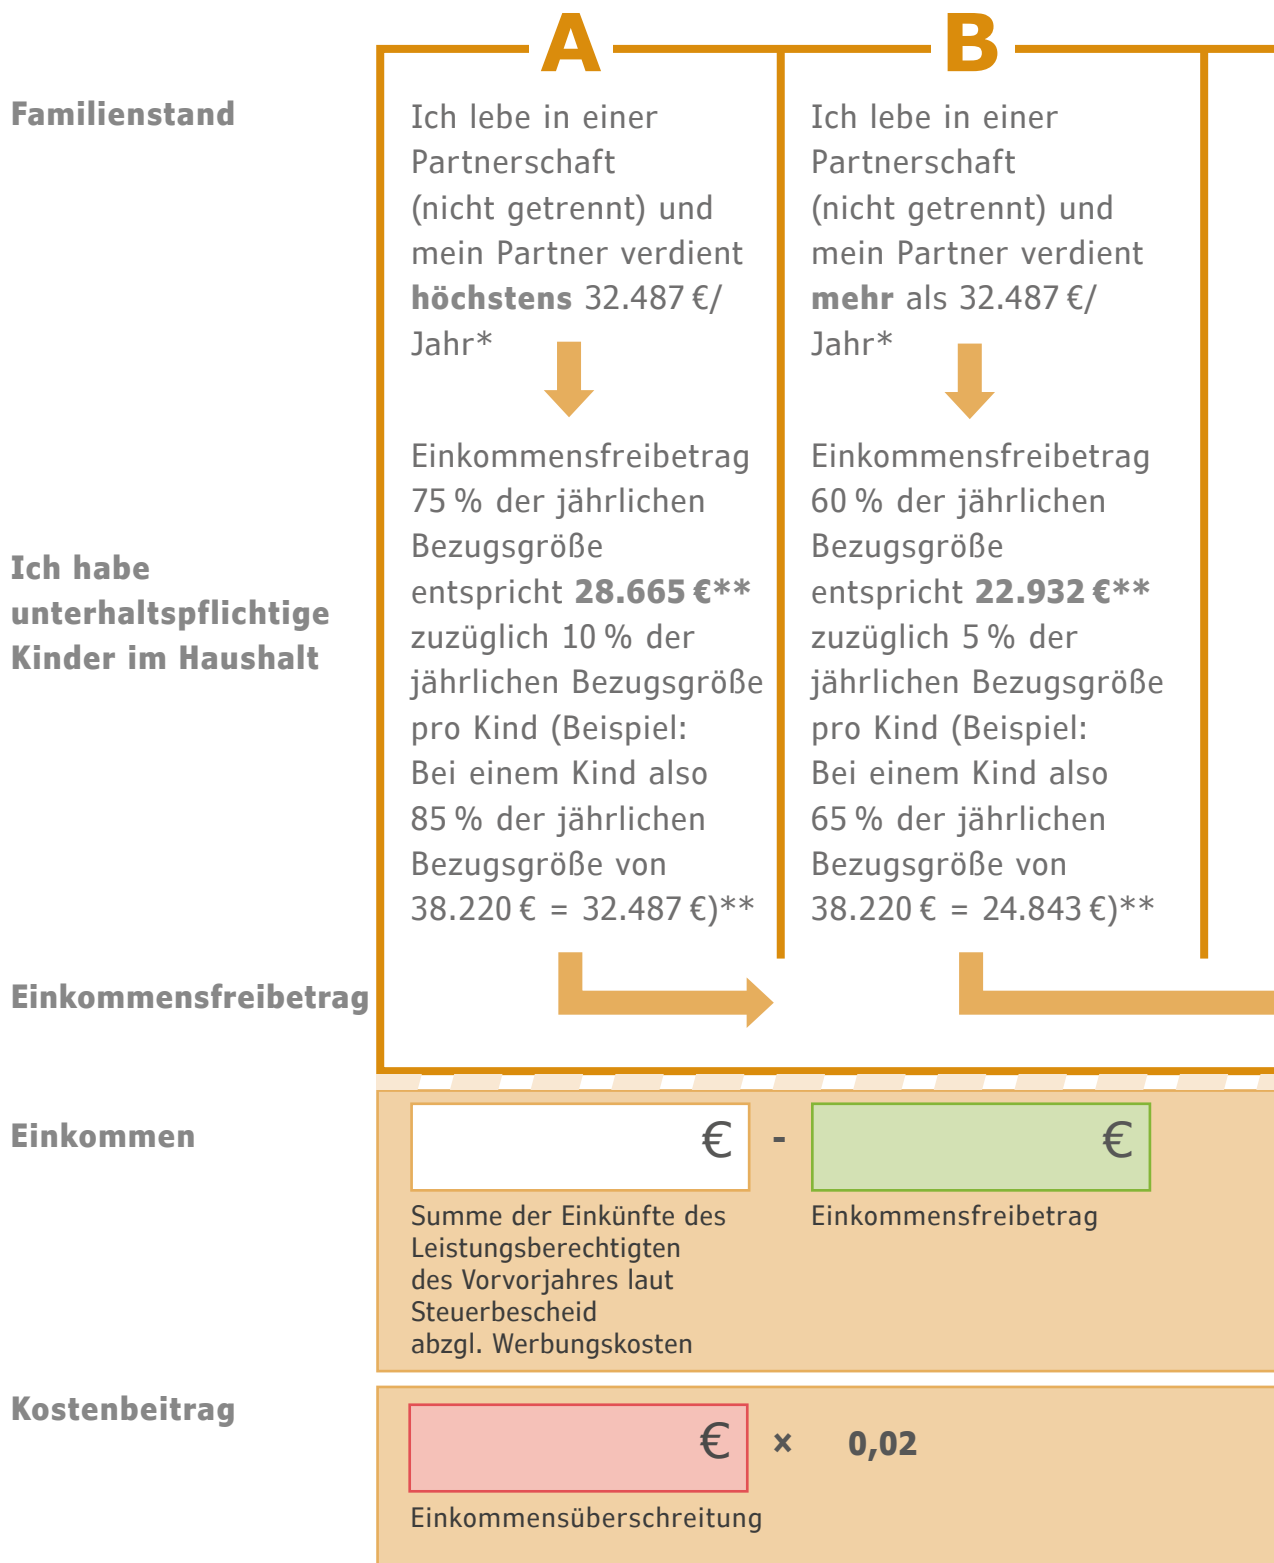 A
B
Familienstand
Ich lebe in einer
Partnerschaft
(nicht getrennt) und
mein Partner verdient
höchstens 32.487 €/
Jahr*
Ich lebe in einer
Partnerschaft
(nicht getrennt) und
mein Partner verdient
mehr als 32.487 €/
Jahr*
Ich habe
unterhaltspflichtige
Kinder im Haushalt
Einkommensfreibetrag
75 % der jährlichen
Bezugsgröße
entspricht 28.665 €**
zuzüglich 10 % der
jährlichen Bezugsgröße
pro Kind (Beispiel:
Bei einem Kind also
85 % der jährlichen
Bezugsgröße von
38.220 € = 32.487 €)**
Einkommensfreibetrag
60 % der jährlichen
Bezugsgröße
entspricht 22.932 €**
zuzüglich 5 % der
jährlichen Bezugsgröße
pro Kind (Beispiel:
Bei einem Kind also
65 % der jährlichen
Bezugsgröße von
38.220 € = 24.843 €)**
Einkommensfreibetrag
Einkommen
€ - €
Summe der Einkünfte des
Leistungsberechtigten
des Vorvorjahres laut
Steuerbescheid
abzgl. Werbungskosten
Einkommensfreibetrag
Kostenbeitrag
€ × 0,02
Einkommensüberschreitung